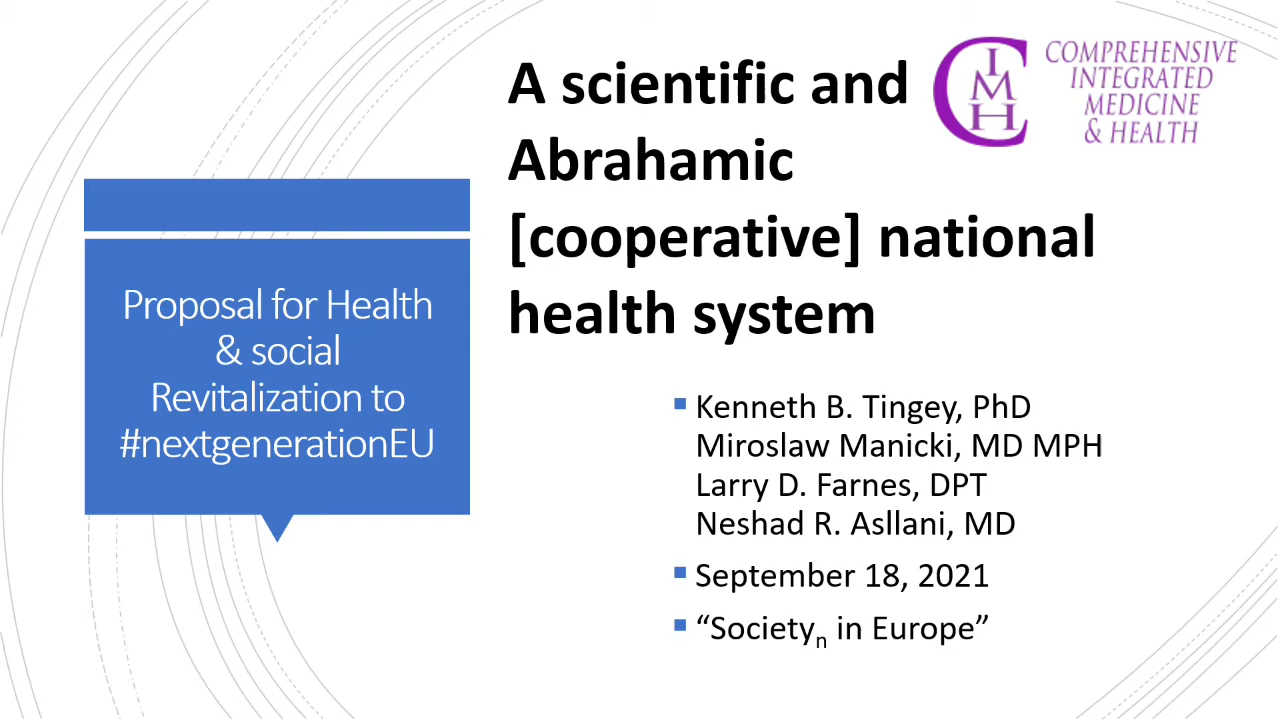 A scientific and
Abrahamic
[cooperative] national
health system
CIMH
COMPREHENSIVE
INTEGRATED
MEDICINE
& HEALTH
Proposal for Health
& social
Revitalization to
#nextgenerationEU
Kenneth B. Tingey, PhD
Miroslaw Manicki, MD MPH
Larry D. Farnes, DPT
Neshad R. Asllani, MD
September 18, 2021
“Societyₙ in Europe”